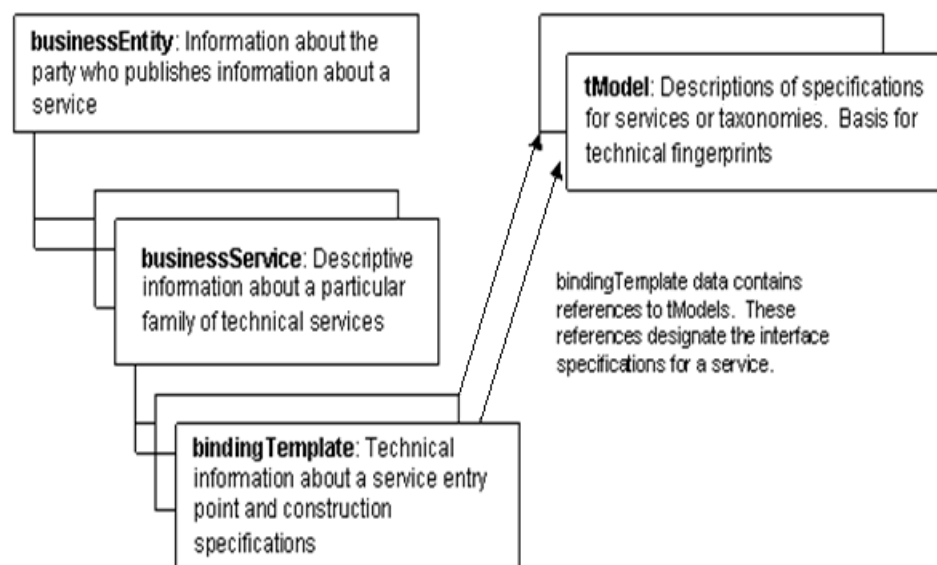 businessEntity: Information about the
party who publishes information about a
service
tModel: Descriptions of specifications
for services or taxonomies. Basis for
technical fingerprints
businessService: Descriptive
information about a particular
family of technical services
bindingTemplate data contains
references to tModels. These
references designate the interface
specifications for a service.
bindingTemplate: Technical
information about a service entry
point and construction
specifications